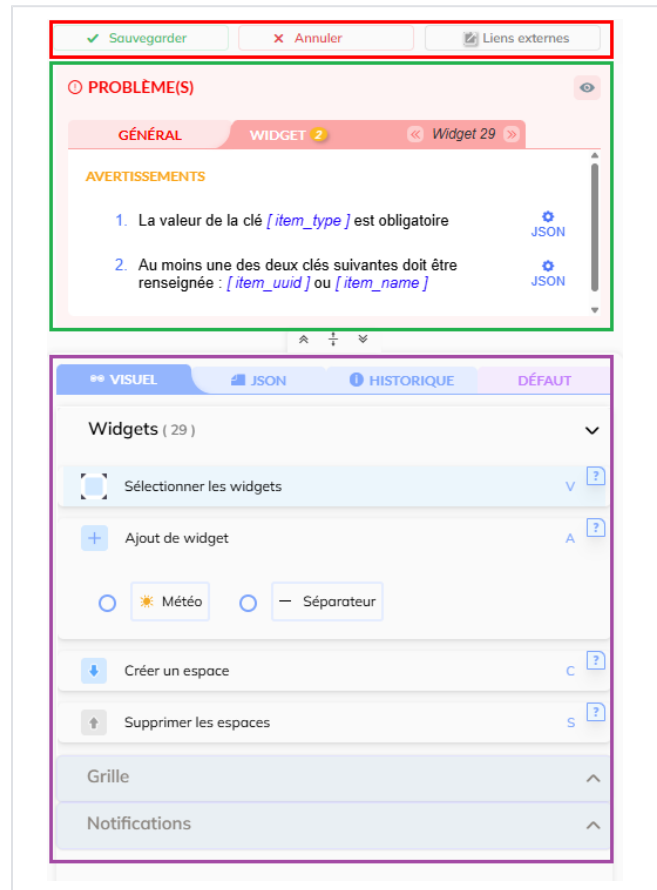 Sauvegarder
Annuler
Liens externes
PROBLÈME(S)
GÉNÉRAL
WIDGET 2
Widget 29
AVERTISSEMENTS
1. La valeur de la clé [ item_type ] est obligatoire
JSON
2. Au moins une des deux clés suivantes doit être
renseignée : [ item_uuid ] ou [ item_name ]
JSON
VISUEL
JSON
HISTORIQUE
DÉFAUT
Widgets ( 29 )
Sélectionner les widgets
V
?
Ajout de widget
A
?
Météo
Séparateur
Créer un espace
C
?
Supprimer les espaces
S
?
Grille
Notifications